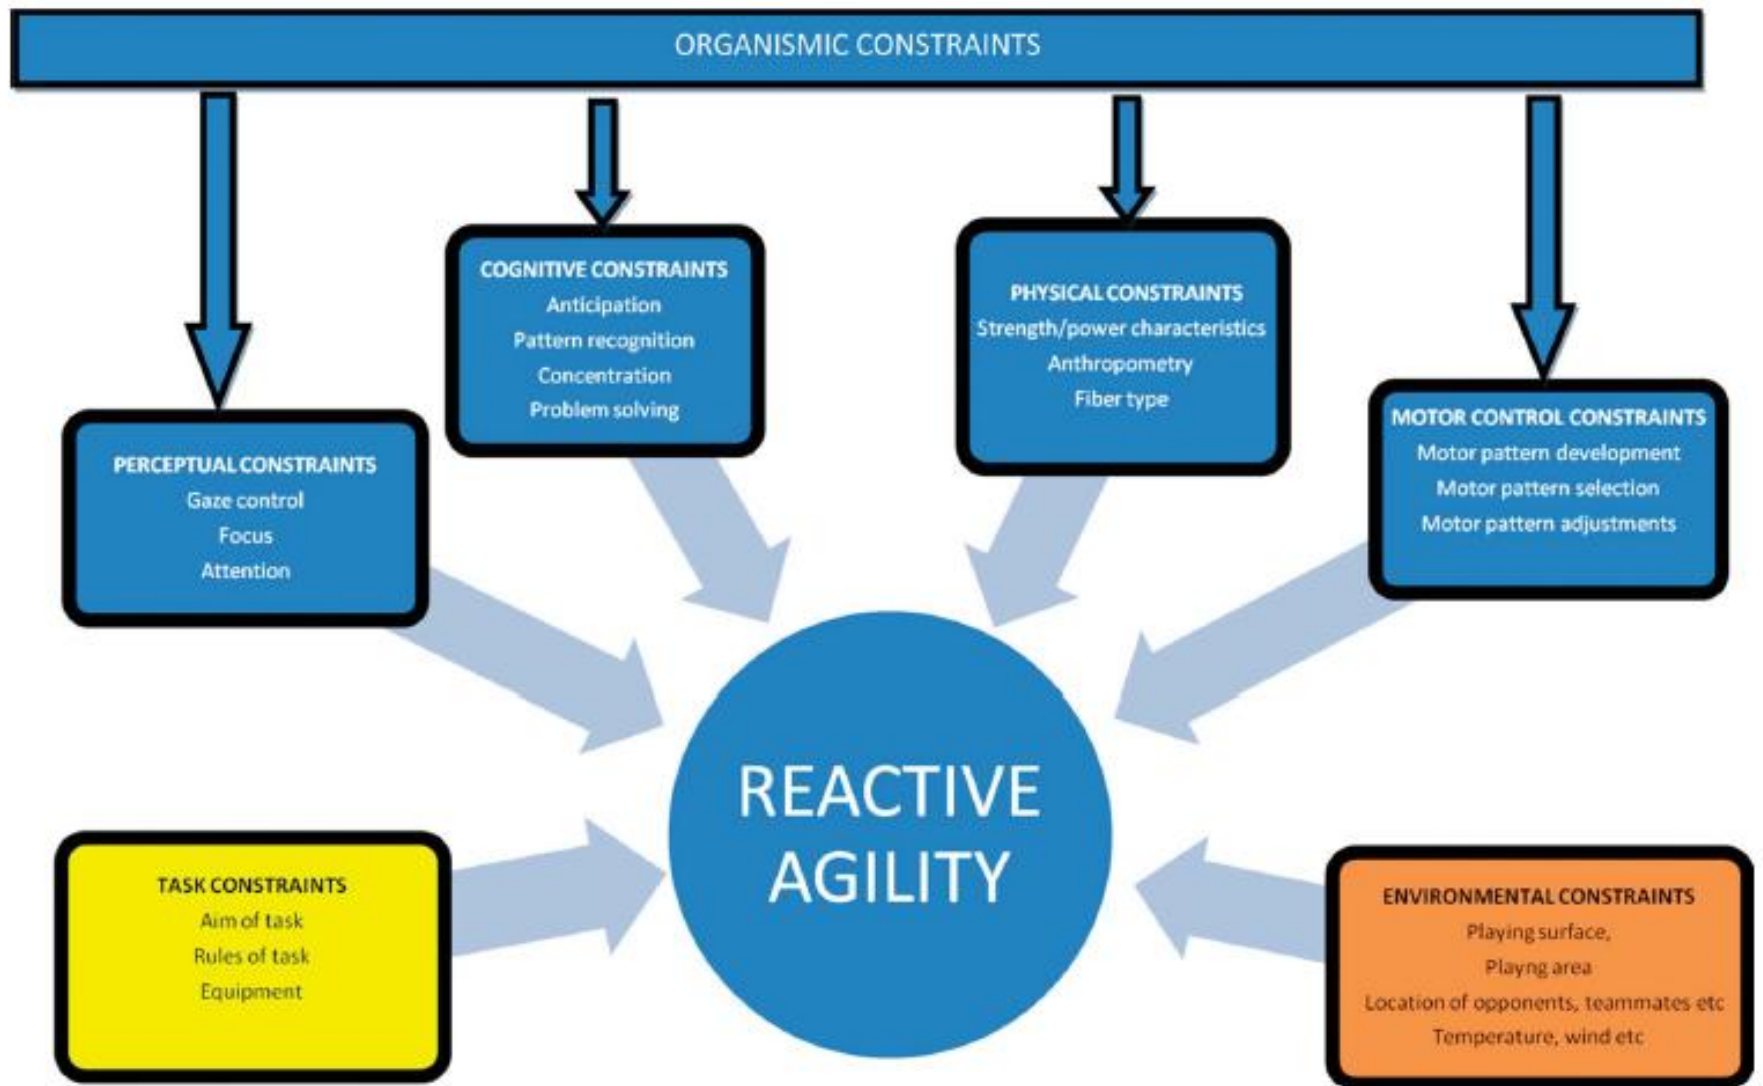 ORGANISMIC CONSTRAINTS
COGNITIVE CONSTRAINTS
Anticipation
Pattern recognition
Concentration
Problem solving
PHYSICAL CONSTRAINTS
Strength/power characteristics
Anthropometry
Fiber type
PERCEPTUAL CONSTRAINTS
Gaze control
Focus
Attention
MOTOR CONTROL CONSTRAINTS
Motor pattern development
Motor pattern selection
Motor pattern adjustments
REACTIVE
AGILITY
TASK CONSTRAINTS
Aim of task
Rules of task
Equipment
ENVIRONMENTAL CONSTRAINTS
Playing surface,
Playng area
Location of opponents, teammates etc
Temperature, wind etc